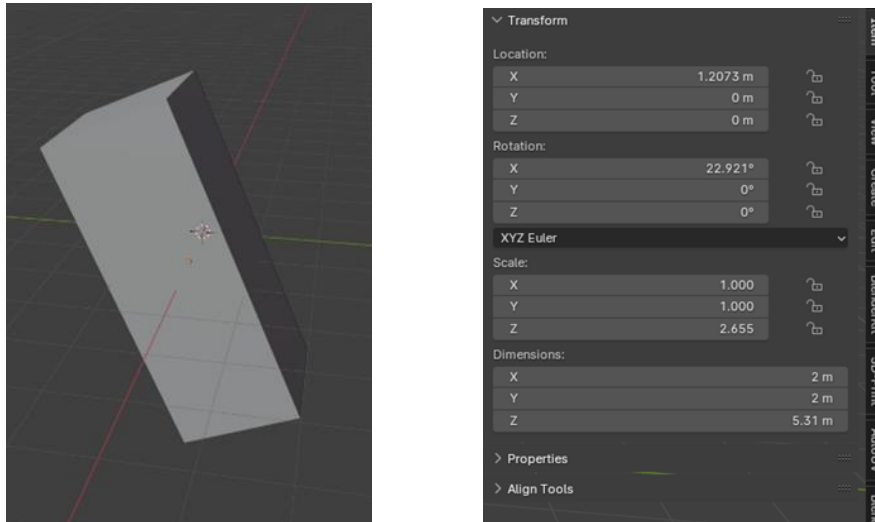 Transform
Location:
X 1.2073 m
Y 0 m
Z 0 m
Rotation:
X 22.921°
Y 0°
Z 0°
XYZ Euler
Scale:
X 1.000
Y 1.000
Z 2.655
Dimensions:
X 2 m
Y 2 m
Z 5.31 m
Properties
Align Tools